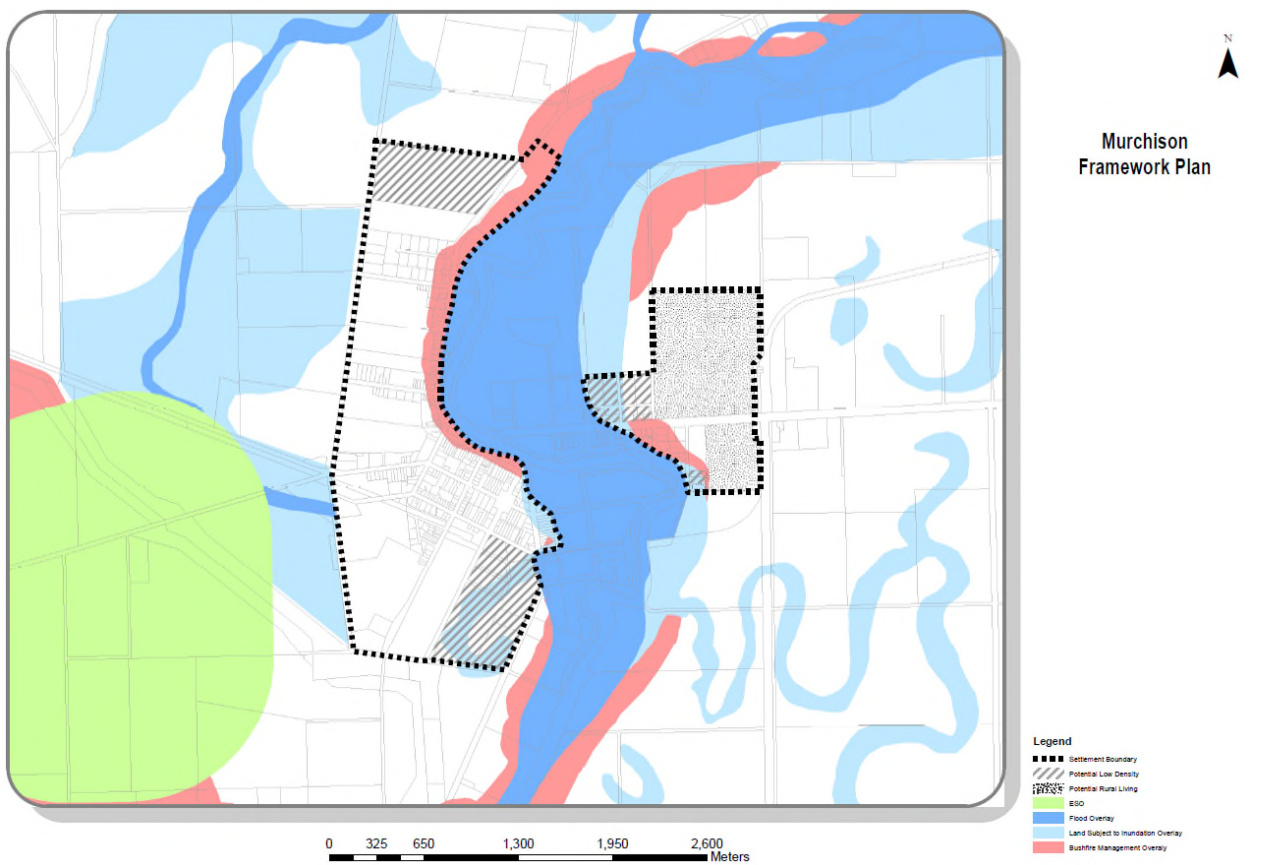 N
Murchison
Framework Plan
Legend
Settlement Boundary
Potential Low Density
Potential Rural Living
ESO
Flood Overlay
Land Subject to Inundation Overlay
Bushfire Management Overaly
0 325 650 1,300 1,950 2,600
Meters